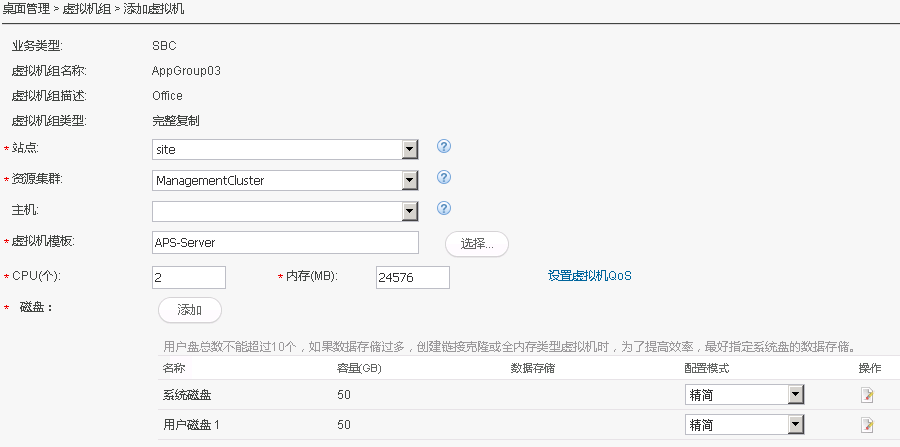 桌面管理 > 虚拟机组 > 添加虚拟机
业务类型: SBC
虚拟机组名称: AppGroup03
虚拟机组描述: Office
虚拟机组类型: 完整复制
* 站点: site
* 资源集群: ManagementCluster
主机:
* 虚拟机模板: APS-Server 选择...
* CPU(个): 2 * 内存(MB): 24576 设置虚拟机QoS
* 磁盘： 添加
用户盘总数不能超过10个，如果数据存储过多，创建链接克隆或全内存类型虚拟机时，为了提高效率，最好指定系统盘的数据存储。
名称 容量(GB) 数据存储 配置模式 操作
系统磁盘 50 精简
用户磁盘 1 50 精简